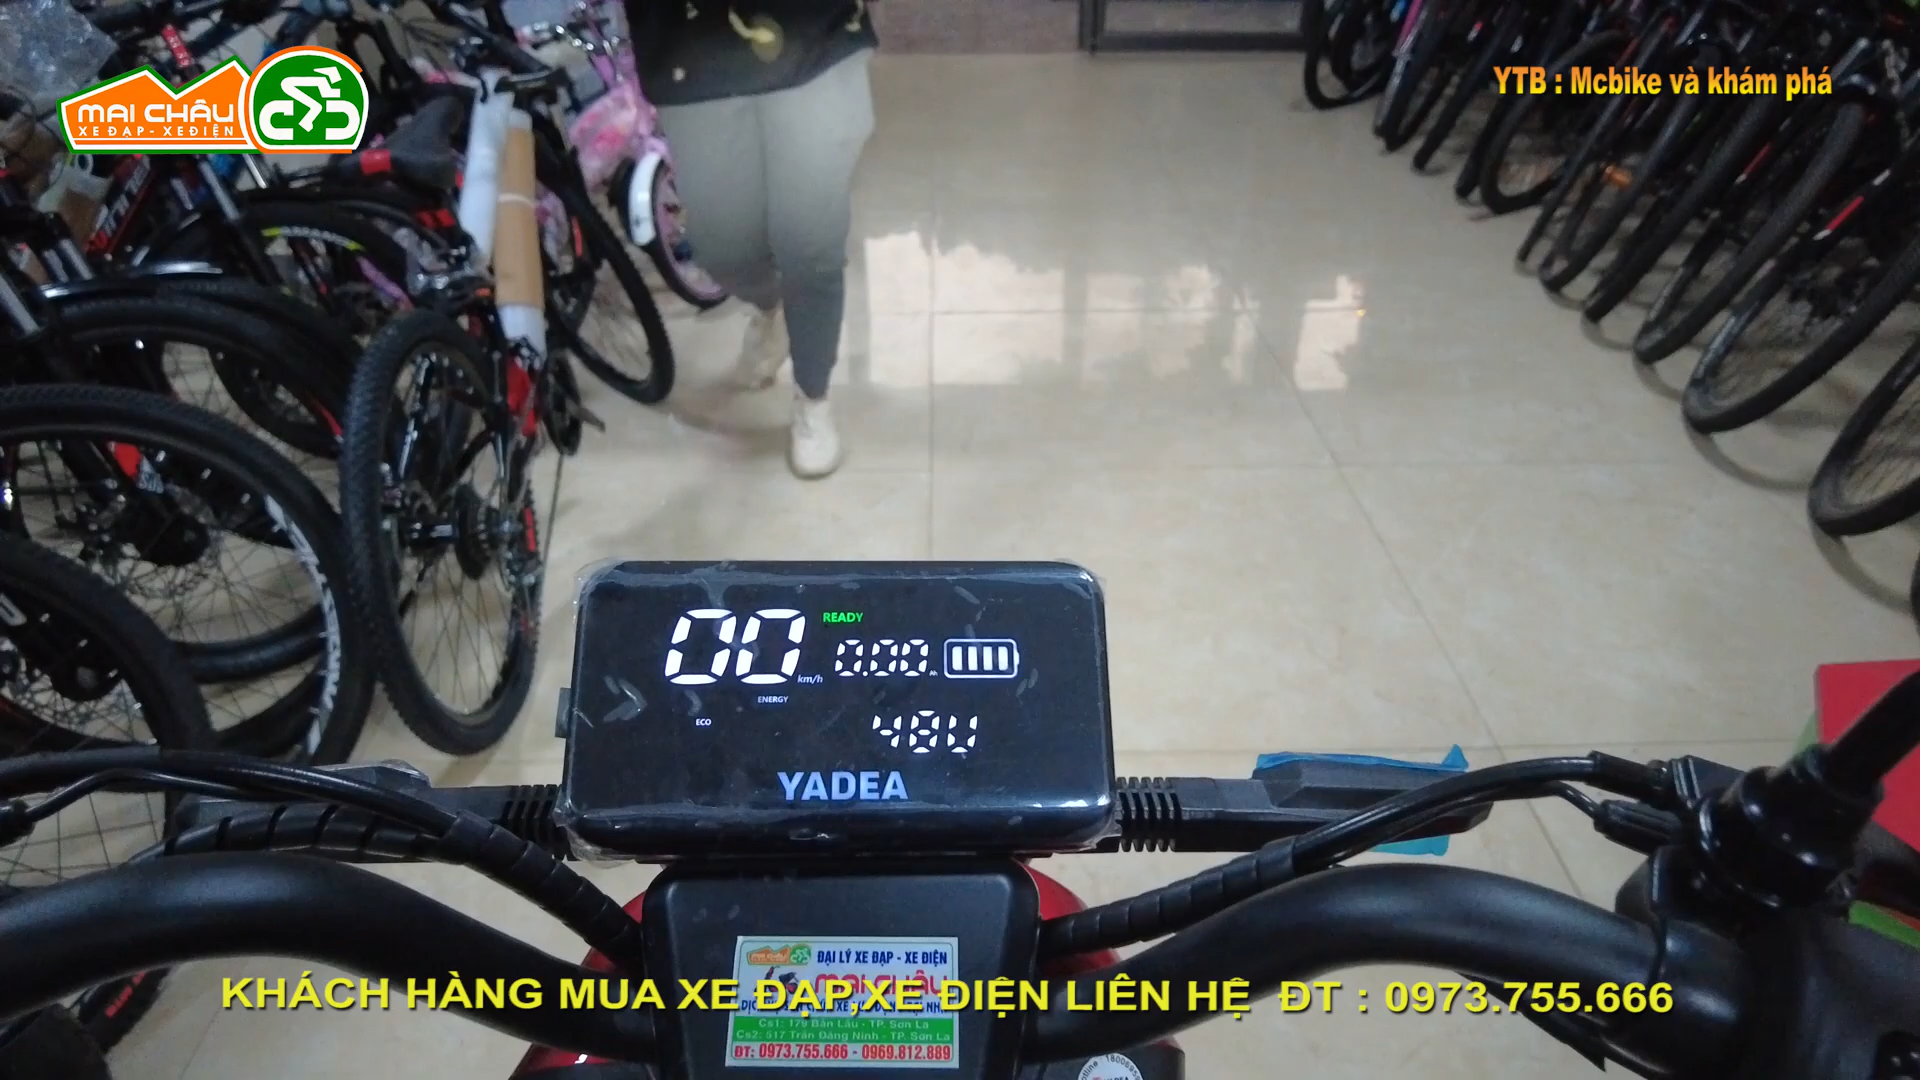 MAI CHÂU
XE ĐẠP - XE ĐIỆN
YTB : Mcbike và khám phá
READY
00 km/h
0.00 Ah
ENERGY
ECO
48V
YADEA
ĐẠI LÝ XE ĐẠP - XE ĐIỆN
MAI CHÂU
KHÁCH HÀNG MUA XE ĐẠP,XE ĐIỆN LIÊN HỆ ĐT : 0973.755.666
Cs1: 179 Bản Lầu - TP. Sơn La
Cs2: 517 Trần Đăng Ninh - TP. Sơn La
ĐT: 0973.755.666 - 0969.812.889